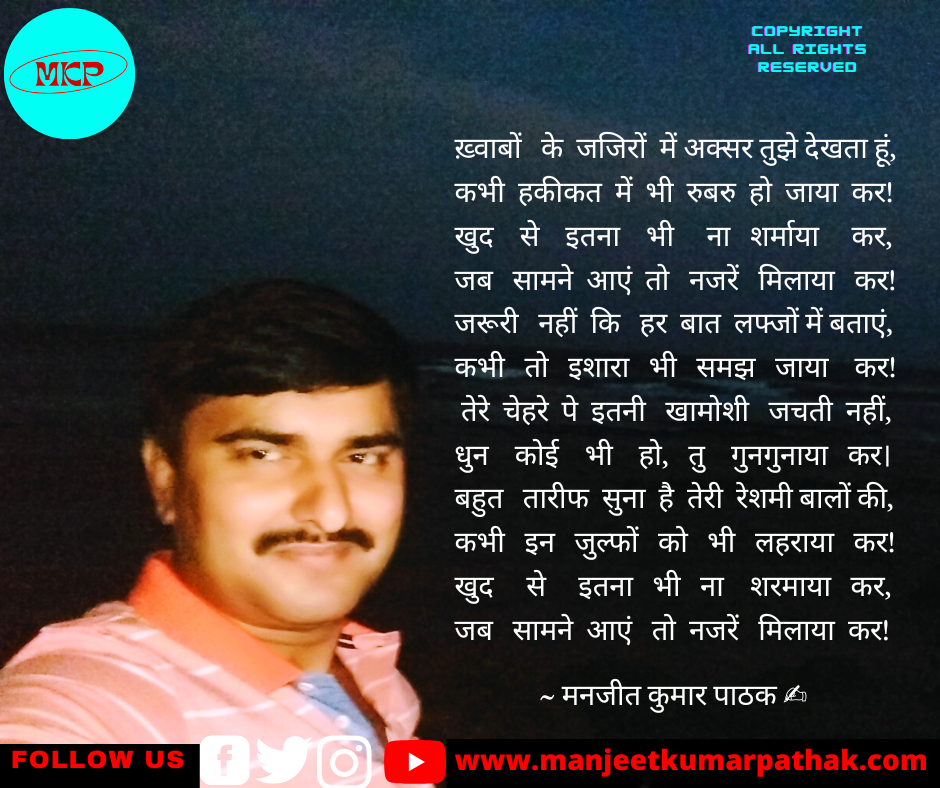 MKP
COPYRIGHT
ALL RIGHTS
RESERVED
ख़्वाबों के जजिरों में अक्सर तुझे देखता हूं,
कभी हकीकत में भी रुबरु हो जाया कर!
खुद से इतना भी ना शर्माया कर,
जब सामने आएं तो नजरें मिलाया कर!
जरूरी नहीं कि हर बात लफ्जों में बताएं,
कभी तो इशारा भी समझ जाया कर!
तेरे चेहरे पे इतनी खामोशी जचती नहीं,
धुन कोई भी हो, तु गुनगुनाया कर।
बहुत तारीफ सुना है तेरी रेशमी बालों की,
कभी इन जुल्फों को भी लहराया कर!
खुद से इतना भी ना शरमाया कर,
जब सामने आएं तो नजरें मिलाया कर!
~ मनजीत कुमार पाठक ✍
FOLLOW US
www.manjeetkumarpathak.com